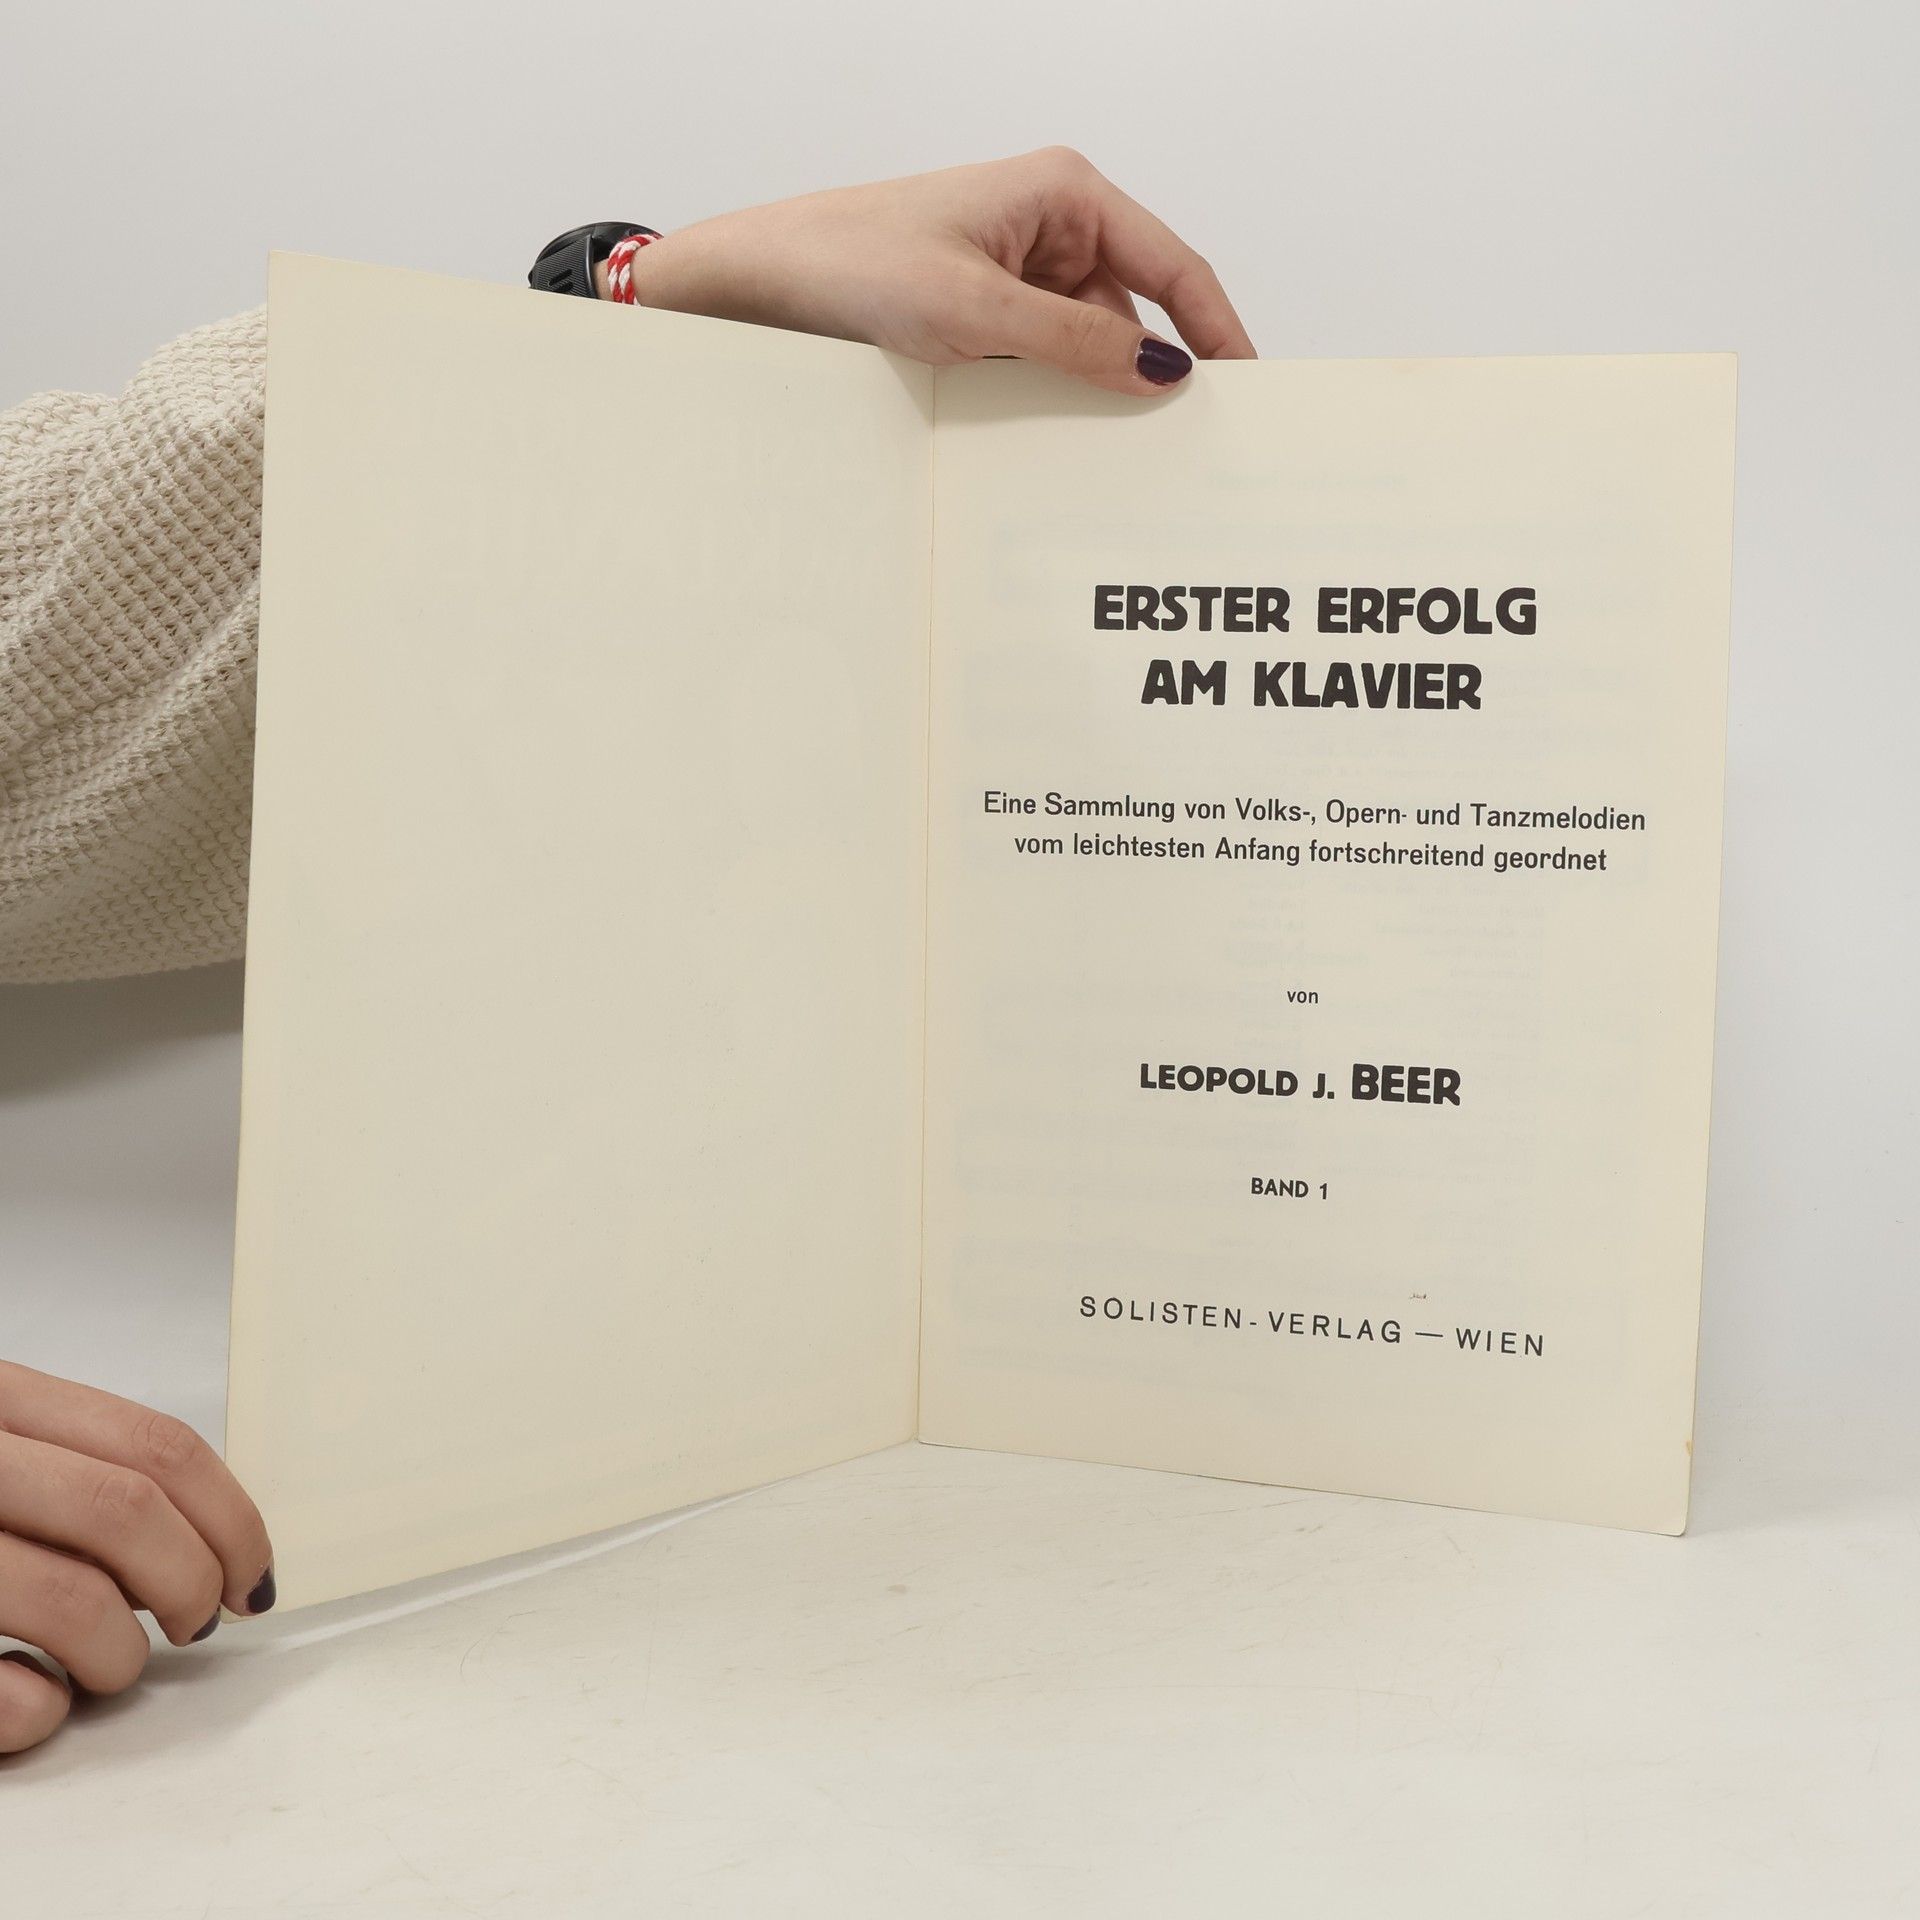 ERSTER ERFOLG
AM KLAVIER
Eine Sammlung von Volks-, Opern- und Tanzmelodien
vom leichtesten Anfang fortschreitend geordnet
von
LEOPOLD J. BEER
BAND 1
SOLISTEN-VERLAG — WIEN